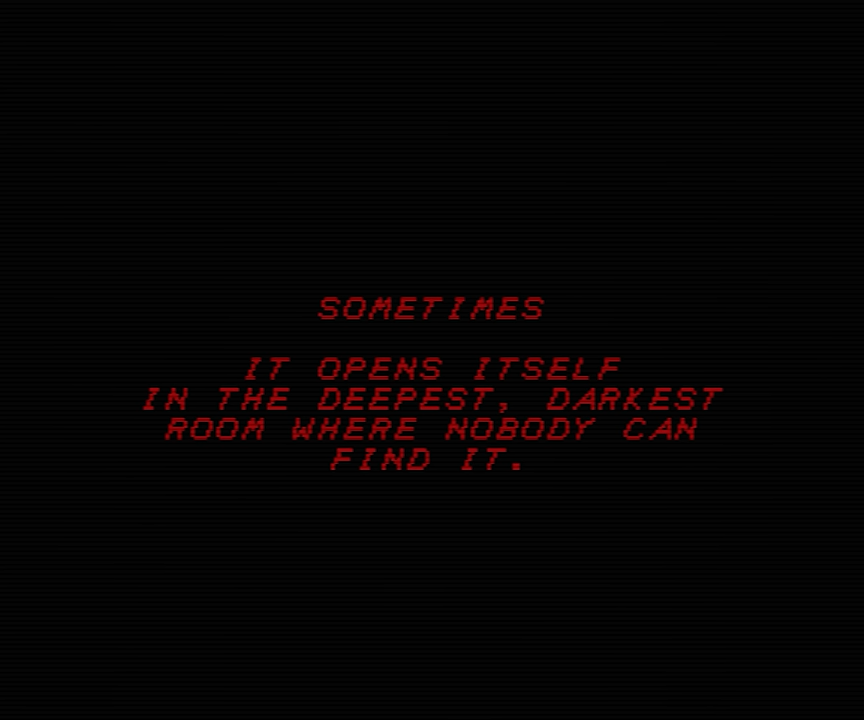 SOMETIMES
IT OPENS ITSELF
IN THE DEEPEST, DARKEST
ROOM WHERE NOBODY CAN
FIND IT.